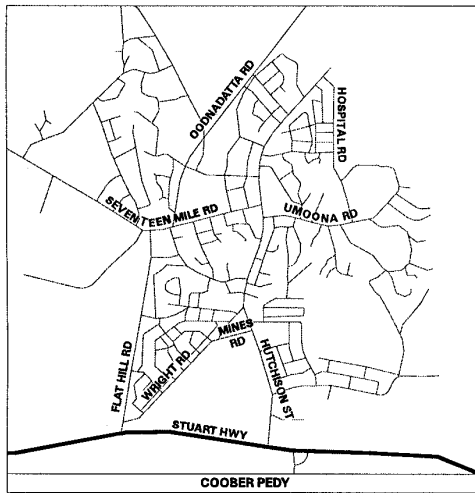 OODNADATTA RD
HOSPITAL RD
SEVENTEEN MILE RD
UMOONA RD
FLAT HILL RD
WRIGHT RD
MINES RD
HUTCHISON ST
STUART HWY
COOBER PEDY